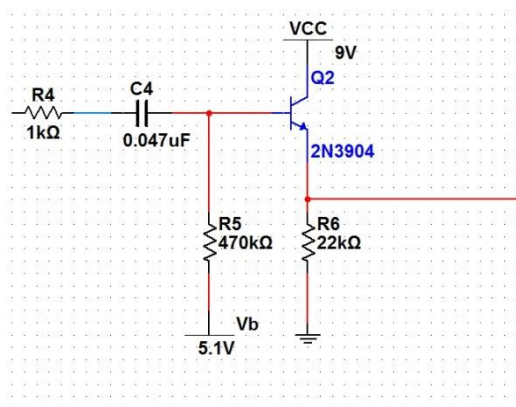 VCC
9V
Q2
R4
1kΩ
C4
0.047uF
2N3904
R5
470kΩ
R6
22kΩ
Vb
5.1V